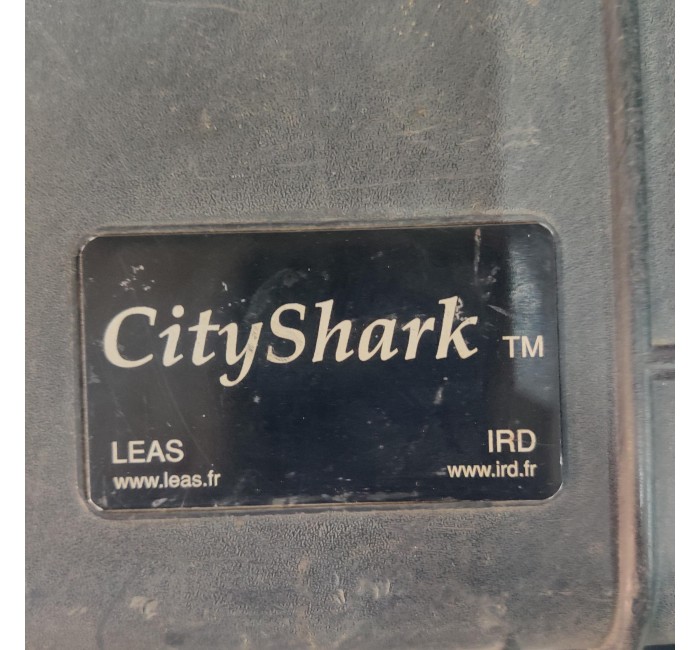 CityShark TM
LEAS IRD
www.leas.fr www.ird.fr